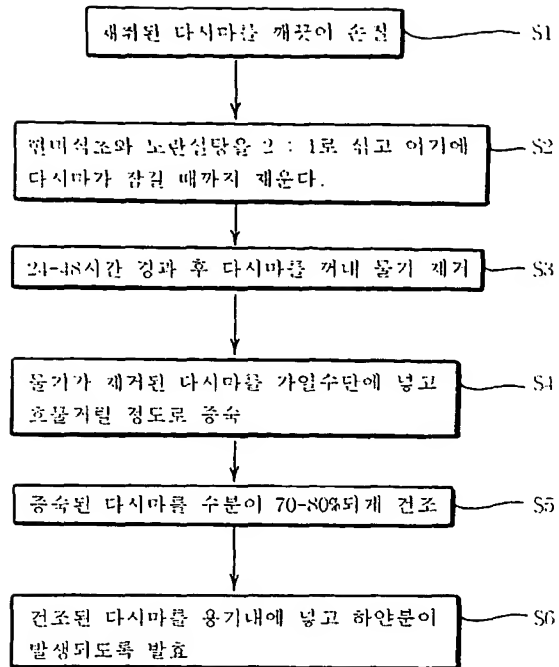 채취된 다시마를 깨끗이 손질 S1
현미식초와 노란설탕을 2 : 1로 섞고 여기에 S2
다시마가 잠길 때까지 재운다.
24-48시간 경과 후 다시마를 꺼내 물기 제거 S3
물기가 제거된 다시마를 가열수단에 넣고 S4
흐물거릴 정도로 증숙
증숙된 다시마를 수분이 70-80%되게 건조 S5
건조된 다시마를 용기내에 넣고 하얀분이 S6
발생되도록 발효